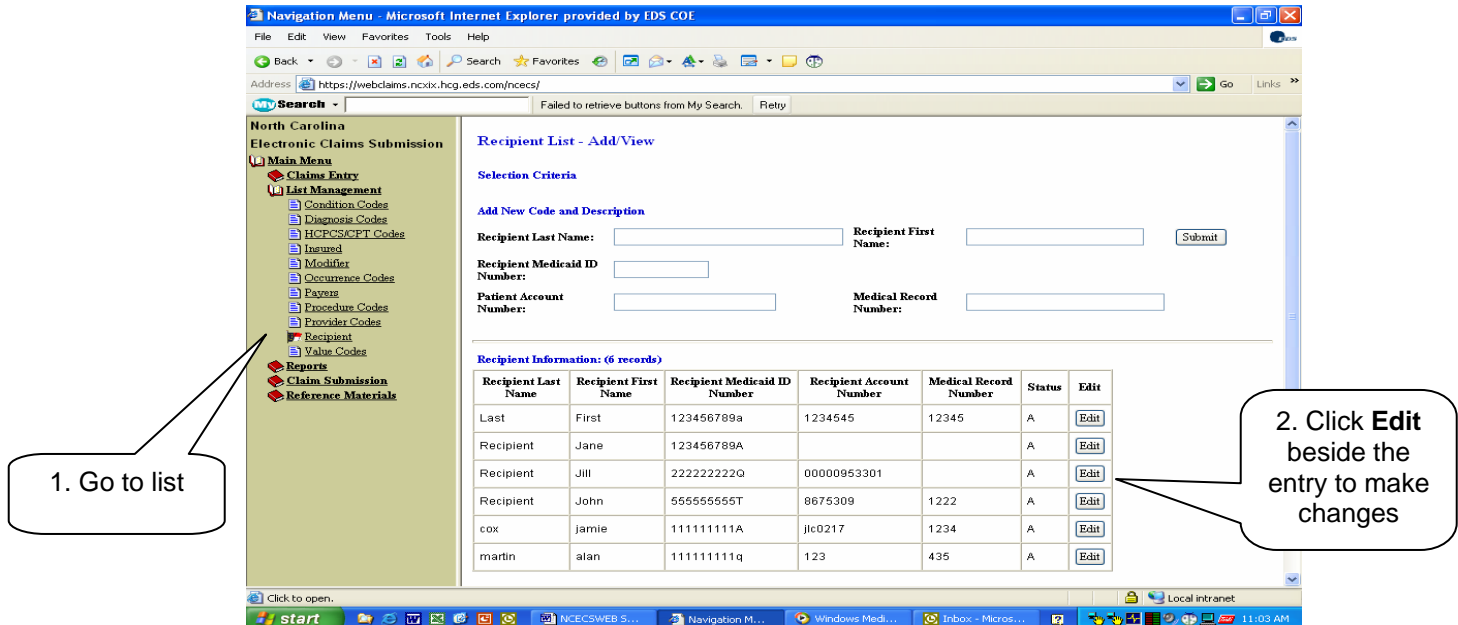 Navigation Menu - Microsoft Internet Explorer provided by EDS COE
File Edit View Favorites Tools Help
Back Search Favorites
Address https://webclaims.ncxix.hcg.eds.com/ncecs/ Go Links »
My Search Failed to retrieve buttons from My Search. Retry
North Carolina
Electronic Claims Submission
Main Menu
Claims Entry
List Management
Condition Codes
Diagnosis Codes
HCPCS/CPT Codes
Insured
Modifier
Occurrence Codes
Payers
Procedure Codes
Provider Codes
Recipient
Value Codes
Reports
Claim Submission
Reference Materials
Recipient List - Add/View
Selection Criteria
Add New Code and Description
Recipient Last Name: Recipient First
Name: Submit
Recipient Medicaid ID
Number:
Patient Account
Number:
Medical Record
Number:
Recipient Information: (6 records)
Recipient Last Name Recipient First Name Recipient Medicaid ID Number Recipient Account Number Medical Record Number Status Edit
Last First 123456789a 1234545 12345 A Edit
Recipient Jane 123456789A A Edit
Recipient Jill 222222222Q 00000953301 A Edit
Recipient John 555555555T 8675309 1222 A Edit
cox jamie 111111111A jlc0217 1234 A Edit
martin alan 111111111q 123 435 A Edit
1. Go to list
2. Click Edit
beside the
entry to make
changes
Click to open. Local intranet
start NCECSWEB S... Navigation M... Windows Medi... Inbox - Micros... 11:03 AM